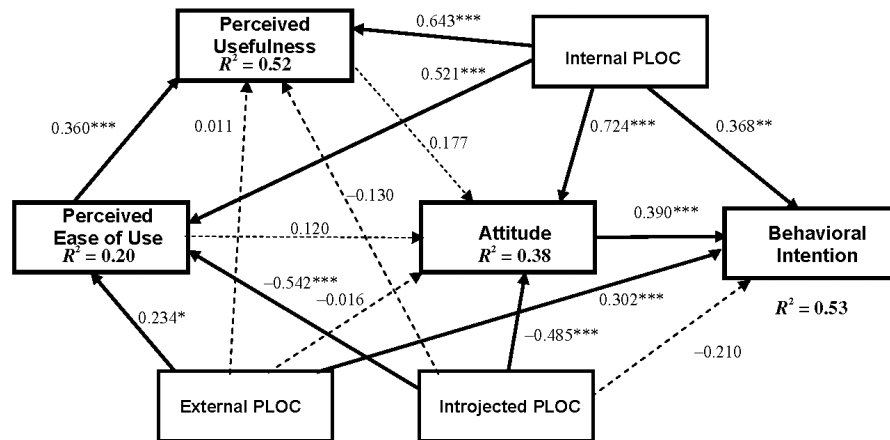 Perceived
Usefulness
R² = 0.52
0.643***
Internal PLOC
0.521***
0.360***
0.011
0.177
0.724***
0.368**
–0.130
Perceived
Ease of Use
R² = 0.20
0.120
Attitude
R² = 0.38
0.390***
Behavioral
Intention
R² = 0.53
–0.542***
–0.016
0.302***
0.234*
–0.485***
–0.210
External PLOC
Introjected PLOC